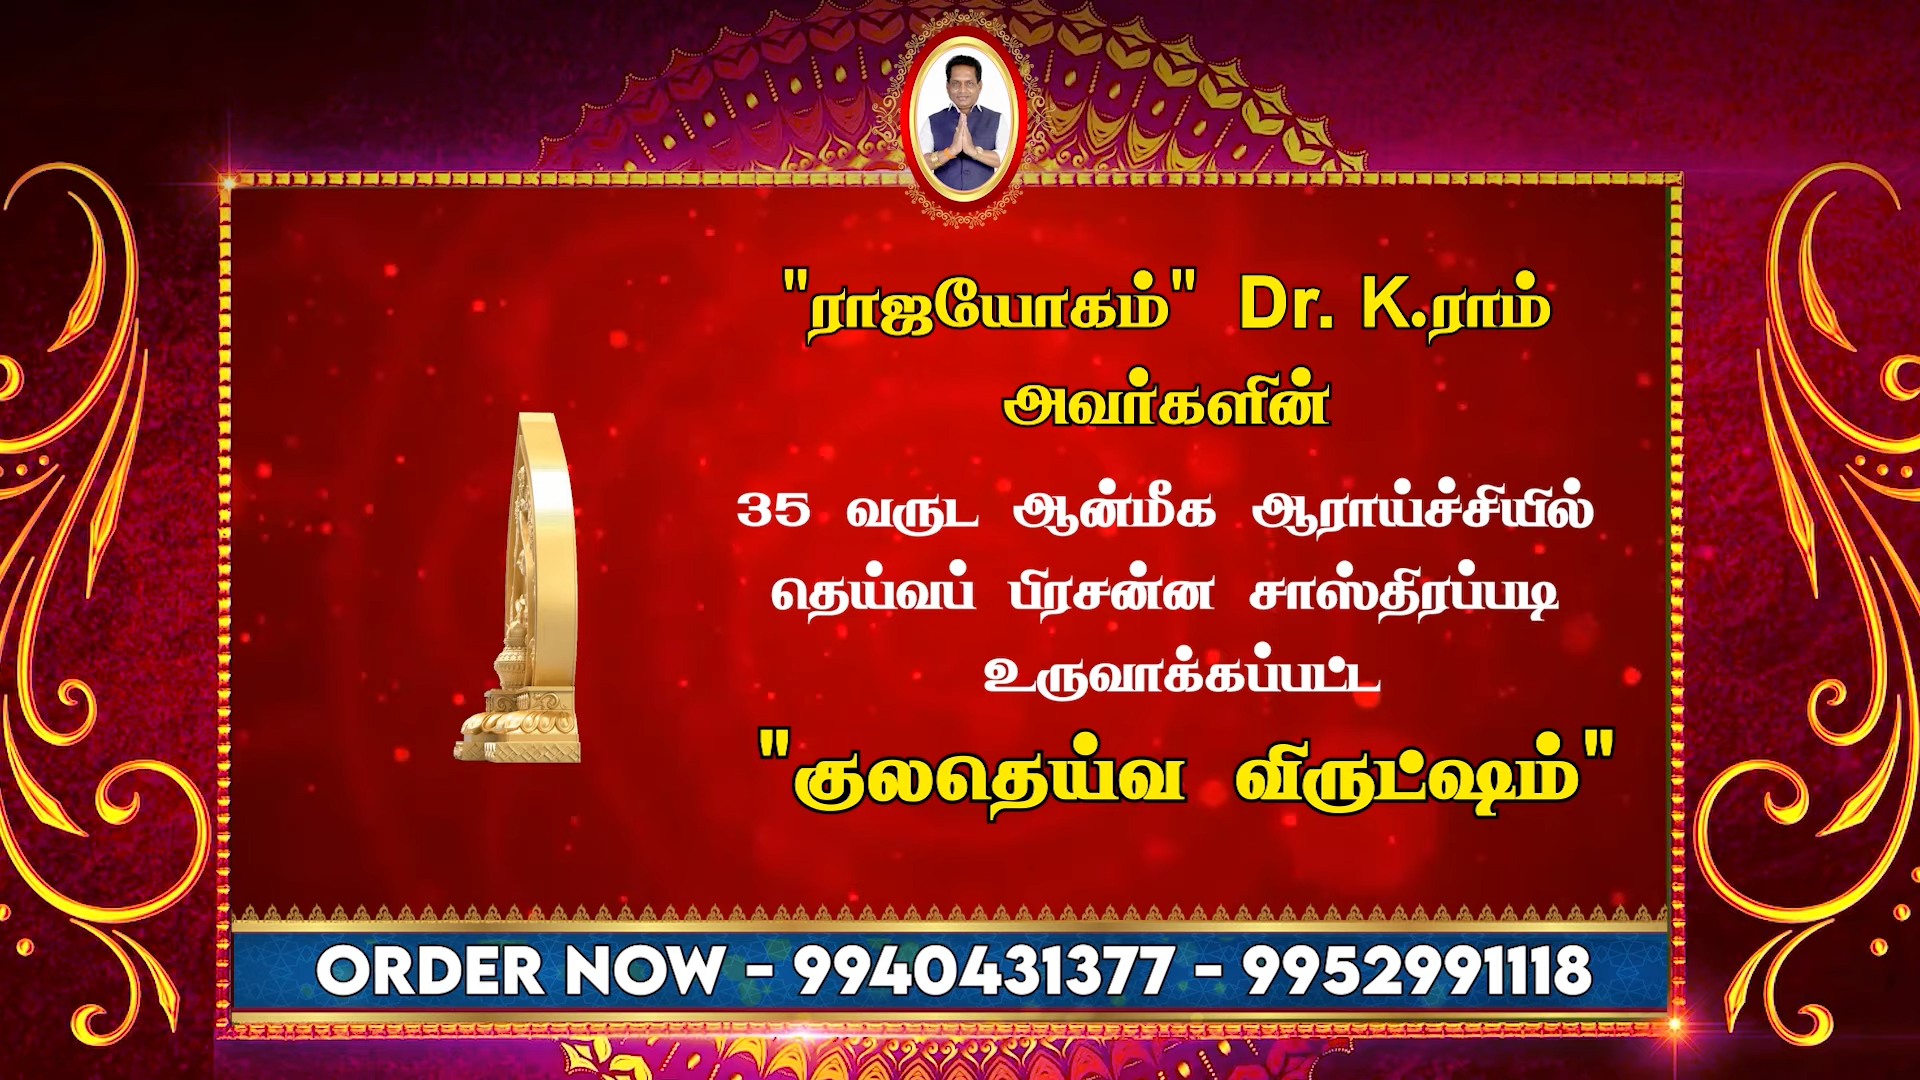 "ராஜயோகம்" Dr. K.ராம்
அவர்களின்
35 வருட ஆன்மீக ஆராய்ச்சியில்
தெய்வப் பிரசன்ன சாஸ்திரப்படி
உருவாக்கப்பட்ட
"குலதெய்வ விருட்ஷம்"
ORDER NOW - 9940431377 - 9952991118